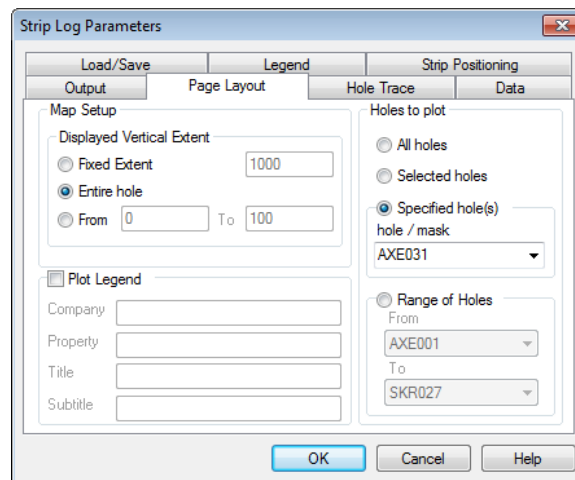 Strip Log Parameters
Load/Save Legend Strip Positioning
Output Page Layout Hole Trace Data
Map Setup
Displayed Vertical Extent
Fixed Extent 1000
Entire hole
From 0 To 100
Plot Legend
Company
Property
Title
Subtitle
Holes to plot
All holes
Selected holes
Specified hole(s)
hole / mask
AXE031
Range of Holes
From
AXE001
To
SKR027
OK Cancel Help